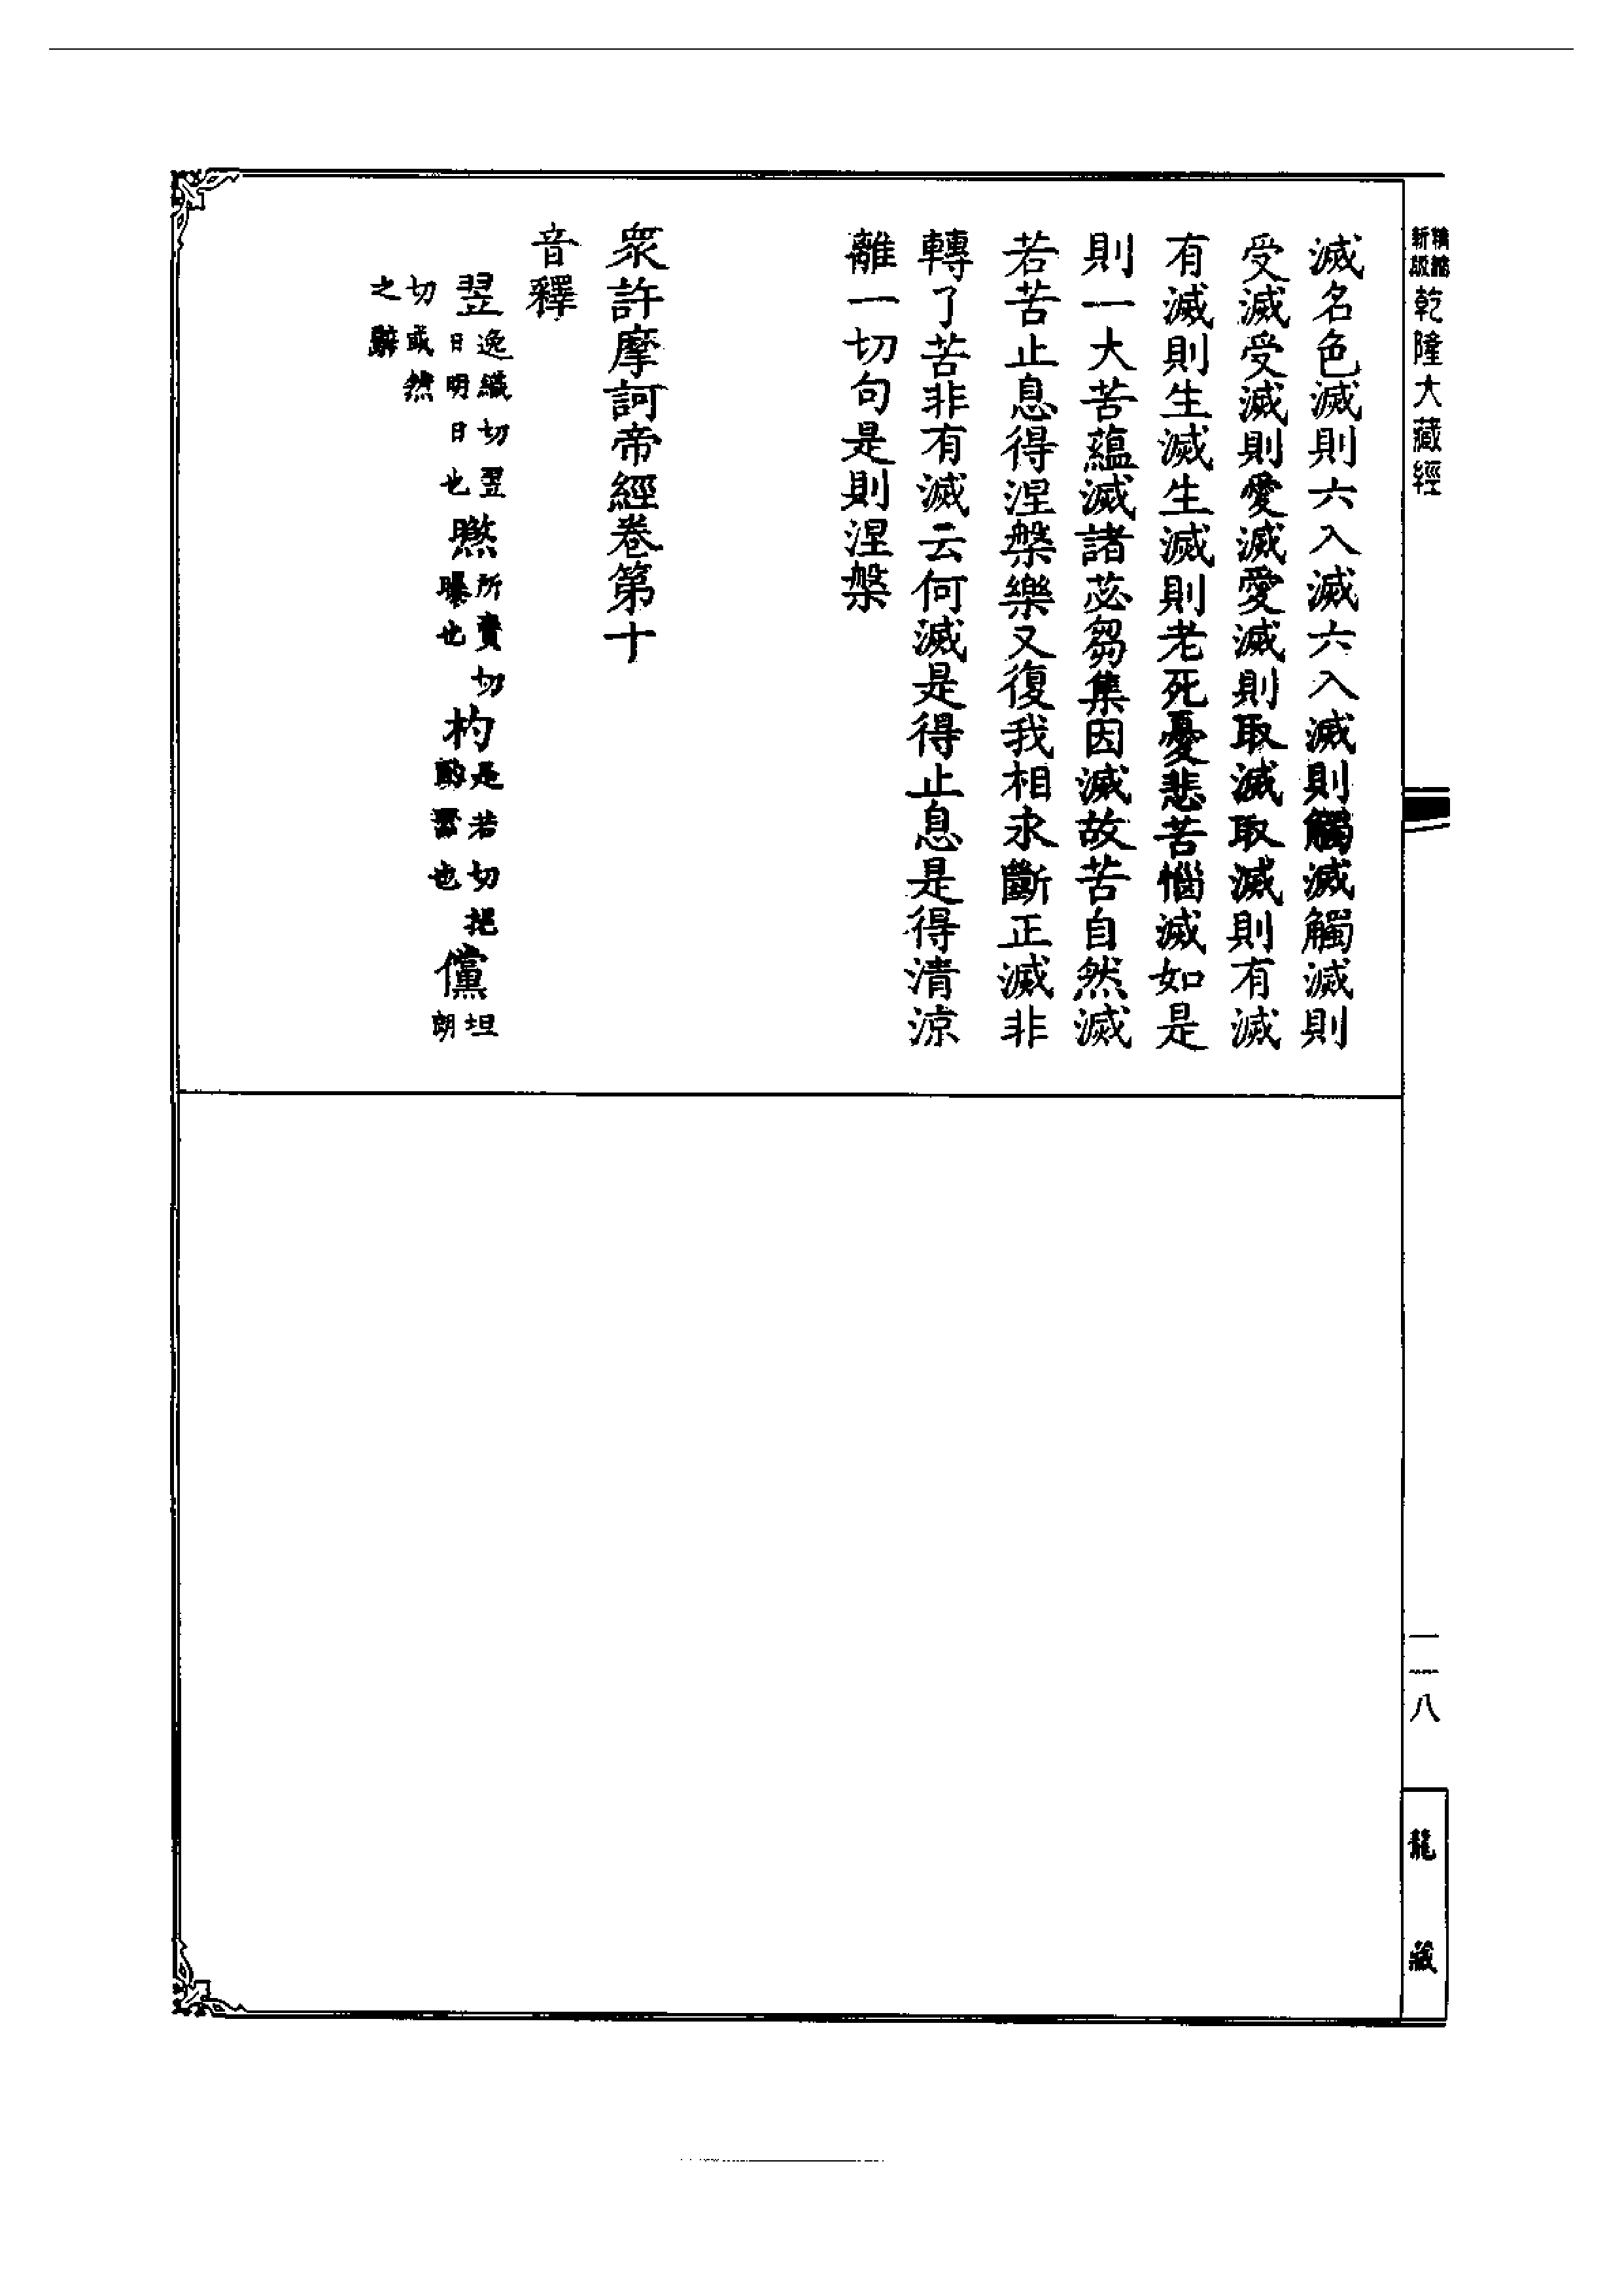 精縮新版乾隆大藏經
滅名色滅則六入滅六入滅則觸滅觸滅則
受滅受滅則愛滅愛滅則取滅取滅則有滅
有滅則生滅生滅則老死憂悲苦惱滅如是
則一大苦蘊滅諸苾芻集因滅故苦自然滅
若苦止息得涅槃樂又復我相永斷正滅非
轉了苦非有滅云何滅是得止息是得清涼
離一切句是則涅槃
眾許摩訶帝經卷第十
音釋
翌逸織切翌日明日也㬠所賣切曝也杓是若切挹酌器也儻坦朗
切或然之辭
一一八
龍藏